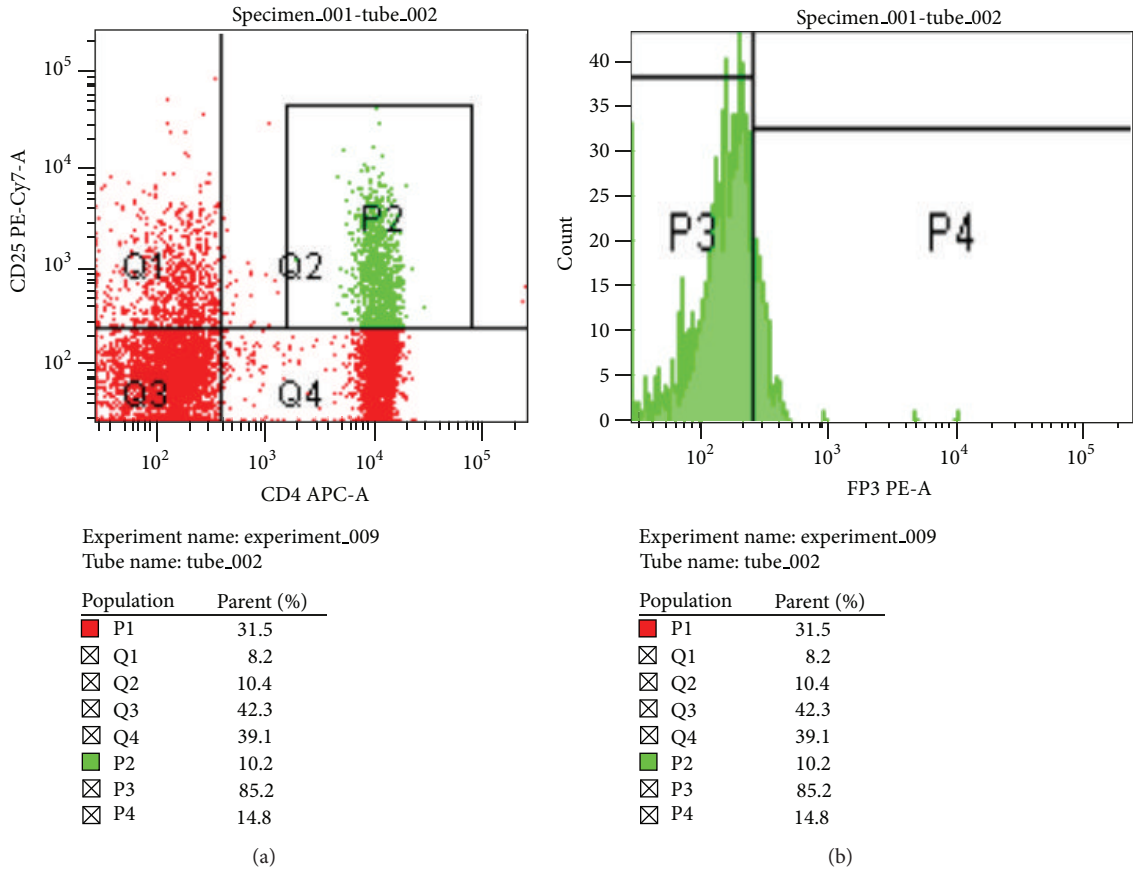 Specimen_001-tube_002
CD25 PE-Cy7-A
10^5
10^4
10^3
10^2
Q1
Q2
P2
Q3
Q4
10^2 10^3 10^4 10^5
CD4 APC-A
Experiment name: experiment_009
Tube name: tube_002
Population Parent (%)
P1 31.5
Q1 8.2
Q2 10.4
Q3 42.3
Q4 39.1
P2 10.2
P3 85.2
P4 14.8
(a)
Specimen_001-tube_002
Count
40
35
30
25
20
15
10
5
0
P3
P4
10^2 10^3 10^4 10^5
FP3 PE-A
Experiment name: experiment_009
Tube name: tube_002
Population Parent (%)
P1 31.5
Q1 8.2
Q2 10.4
Q3 42.3
Q4 39.1
P2 10.2
P3 85.2
P4 14.8
(b)